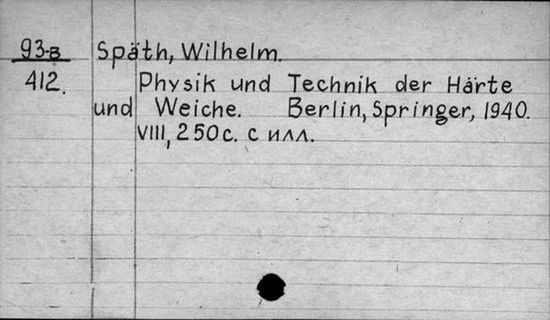 93-в Späth, Wilhelm.
412. Physik und Technik der Härte
und Weiche. Berlin, Springer, 1940.
VIII, 250с. с илл.